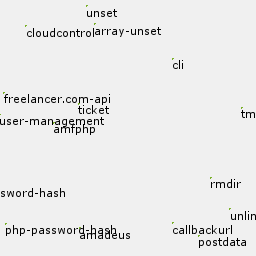 unset
cloudcontrol
array-unset
cli
freelancer.com-api
ticket
tm
user-management
amfphp
rmdir
sword-hash
unlin
php-password-hash
callbackurl
amadeus
postdata